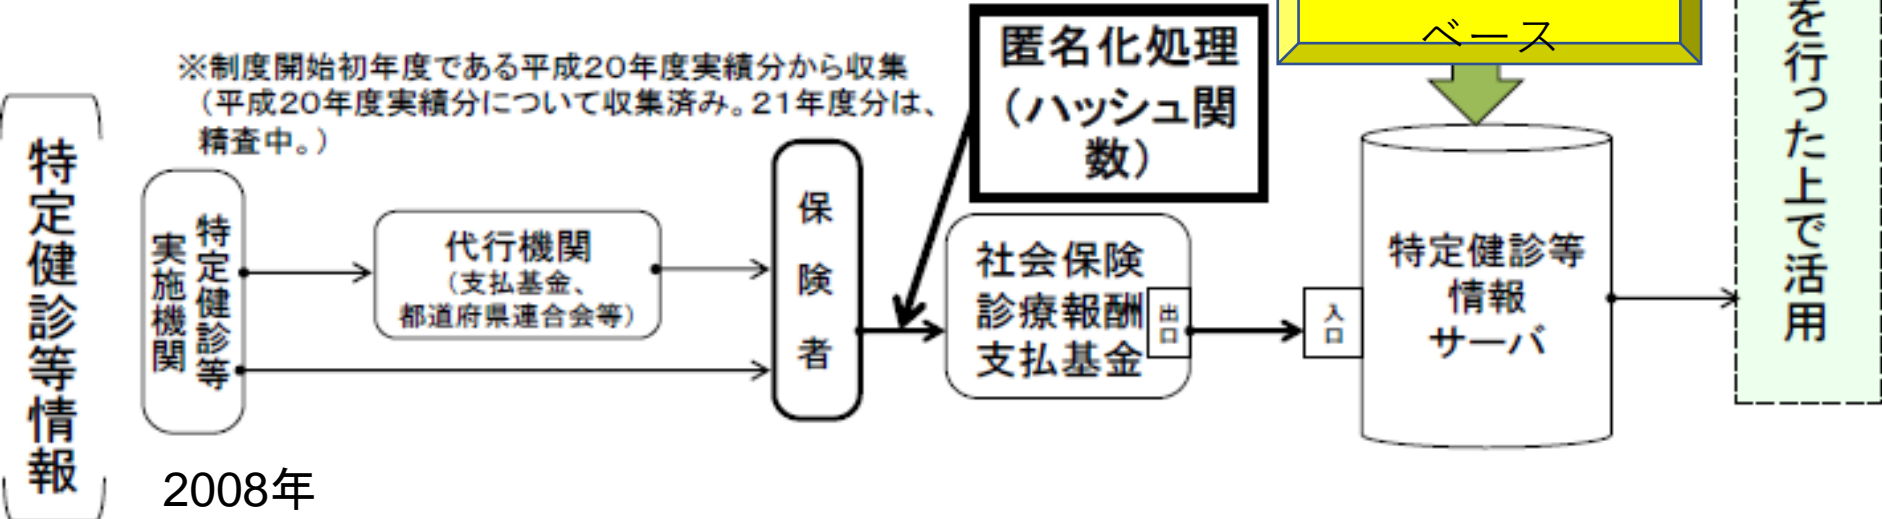 ベース
を行った上で活用
匿名化処理
（ハッシュ関
数）
※制度開始初年度である平成20年度実績分から収集
（平成20年度実績分について収集済み。21年度分は、
精査中。）
特定健診等情報
特定健診等
実施機関
代行機関
（支払基金、
都道府県連合会等）
保険者
社会保険
診療報酬
支払基金
出口
入口
特定健診等
情報
サーバ
2008年